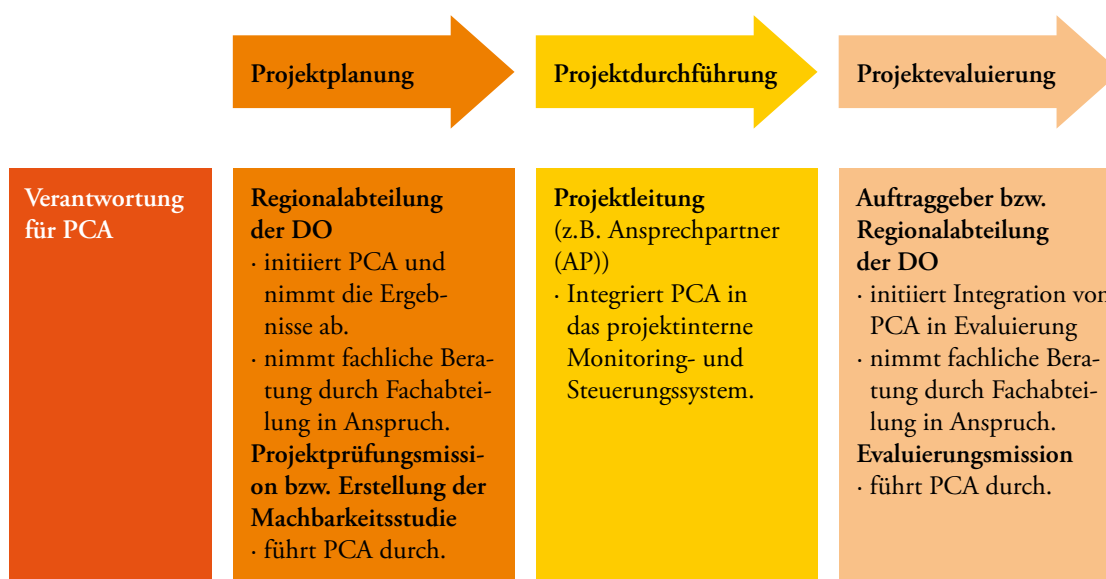 Projektplanung
Projektdurchführung
Projektevaluierung
Verantwortung
für PCA
Regionalabteilung
der DO
· initiiert PCA und
nimmt die Ergeb-
nisse ab.
· nimmt fachliche Bera-
tung durch Fachabtei-
lung in Anspruch.
Projektprüfungsmissi-
on bzw. Erstellung der
Machbarkeitsstudie
· führt PCA durch.
Projektleitung
(z.B. Ansprechpartner
(AP))
· Integriert PCA in
das projektinterne
Monitoring- und
Steuerungssystem.
Auftraggeber bzw.
Regionalabteilung
der DO
· initiiert Integration von
PCA in Evaluierung
· nimmt fachliche Bera-
tung durch Fachabtei-
lung in Anspruch.
Evaluierungsmission
· führt PCA durch.